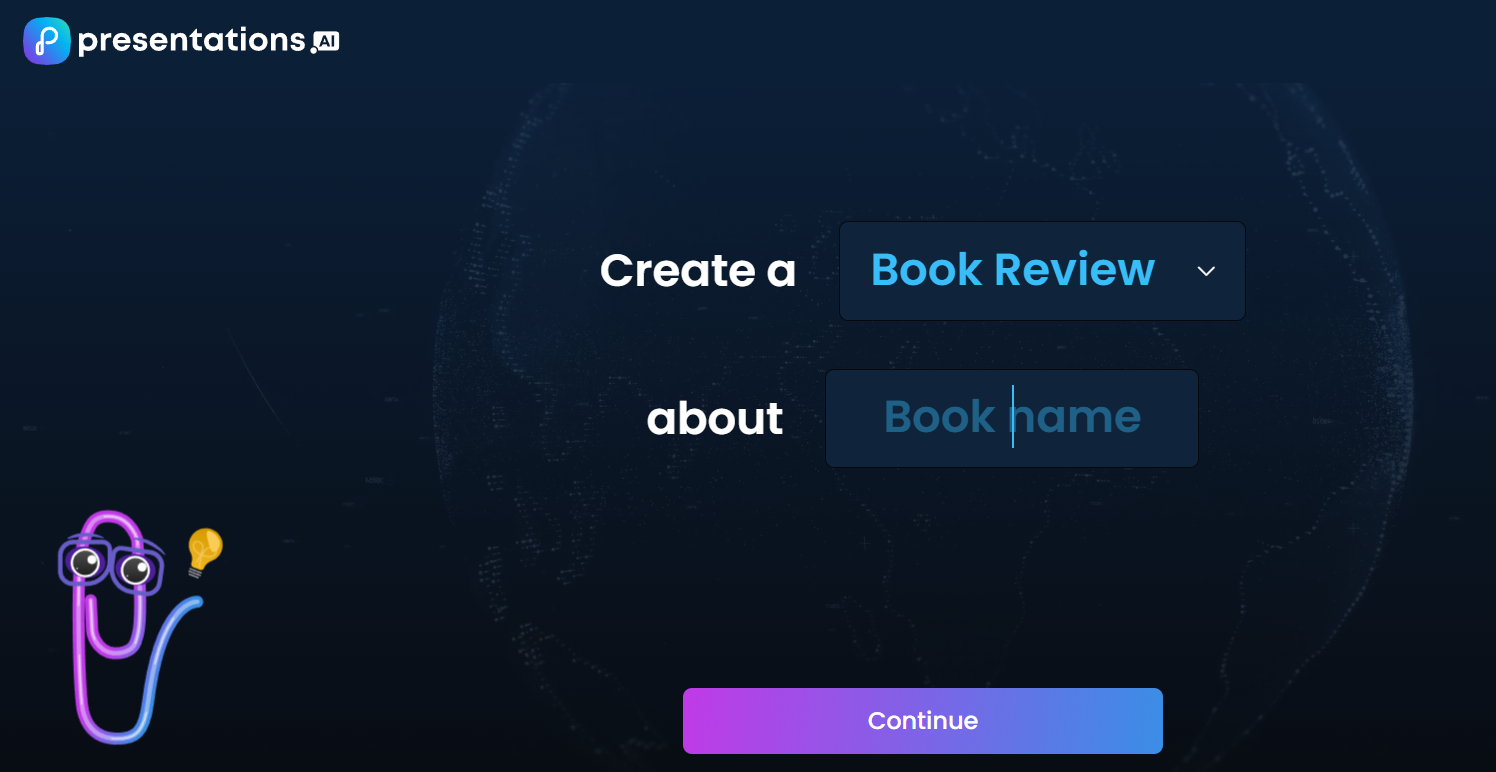 presentations.AI
Create a Book Review
about Book name
Continue